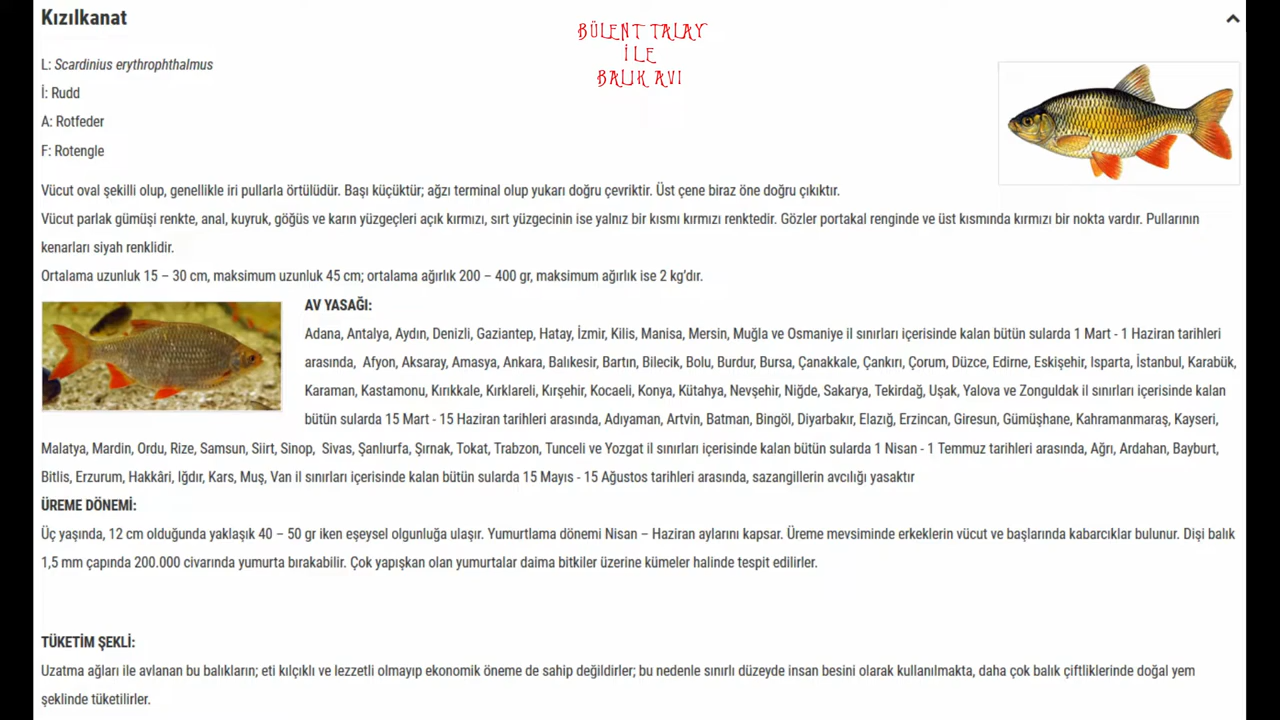 Kızılkanat
BÜLENT TALAY
İLE
BALIK AVI
L: Scardinius erythrophthalmus
İ: Rudd
A: Rotfeder
F: Rotengle
Vücut oval şekilli olup, genellikle iri pullarla örtülüdür. Başı küçüktür; ağzı terminal olup yukarı doğru çevriktir. Üst çene biraz öne doğru çıkıktır.
Vücut parlak gümüşi renkte, anal, kuyruk, göğüs ve karın yüzgeçleri açık kırmızı, sırt yüzgecinin ise yalnız bir kısmı kırmızı renktedir. Gözler portakal renginde ve üst kısmında kırmızı bir nokta vardır. Pullarının
kenarları siyah renklidir.
Ortalama uzunluk 15 – 30 cm, maksimum uzunluk 45 cm; ortalama ağırlık 200 – 400 gr, maksimum ağırlık ise 2 kg’dır.
AV YASAĞI:
Adana, Antalya, Aydın, Denizli, Gaziantep, Hatay, İzmir, Kilis, Manisa, Mersin, Muğla ve Osmaniye il sınırları içerisinde kalan bütün sularda 1 Mart - 1 Haziran tarihleri
arasında, Afyon, Aksaray, Amasya, Ankara, Balıkesir, Bartın, Bilecik, Bolu, Burdur, Bursa, Çanakkale, Çankırı, Çorum, Düzce, Edirne, Eskişehir, Isparta, İstanbul, Karabük,
Karaman, Kastamonu, Kırıkkale, Kırklareli, Kırşehir, Kocaeli, Konya, Kütahya, Nevşehir, Niğde, Sakarya, Tekirdağ, Uşak, Yalova ve Zonguldak il sınırları içerisinde kalan
bütün sularda 15 Mart - 15 Haziran tarihleri arasında, Adıyaman, Artvin, Batman, Bingöl, Diyarbakır, Elazığ, Erzincan, Giresun, Gümüşhane, Kahramanmaraş, Kayseri,
Malatya, Mardin, Ordu, Rize, Samsun, Siirt, Sinop, Sivas, Şanlıurfa, Şırnak, Tokat, Trabzon, Tunceli ve Yozgat il sınırları içerisinde kalan bütün sularda 1 Nisan - 1 Temmuz tarihleri arasında, Ağrı, Ardahan, Bayburt,
Bitlis, Erzurum, Hakkâri, Iğdır, Kars, Muş, Van il sınırları içerisinde kalan bütün sularda 15 Mayıs - 15 Ağustos tarihleri arasında, sazangillerin avcılığı yasaktır
ÜREME DÖNEMİ:
Üç yaşında, 12 cm olduğunda yaklaşık 40 – 50 gr iken eşeysel olgunluğa ulaşır. Yumurtlama dönemi Nisan – Haziran aylarını kapsar. Üreme mevsiminde erkeklerin vücut ve başlarında kabarcıklar bulunur. Dişi balık
1,5 mm çapında 200.000 civarında yumurta bırakabilir. Çok yapışkan olan yumurtalar daima bitkiler üzerine kümeler halinde tespit edilirler.
TÜKETİM ŞEKLİ:
Uzatma ağları ile avlanan bu balıkların; eti kılçıklı ve lezzetli olmayıp ekonomik öneme de sahip değildirler; bu nedenle sınırlı düzeyde insan besini olarak kullanılmakta, daha çok balık çiftliklerinde doğal yem
şeklinde tüketilirler.